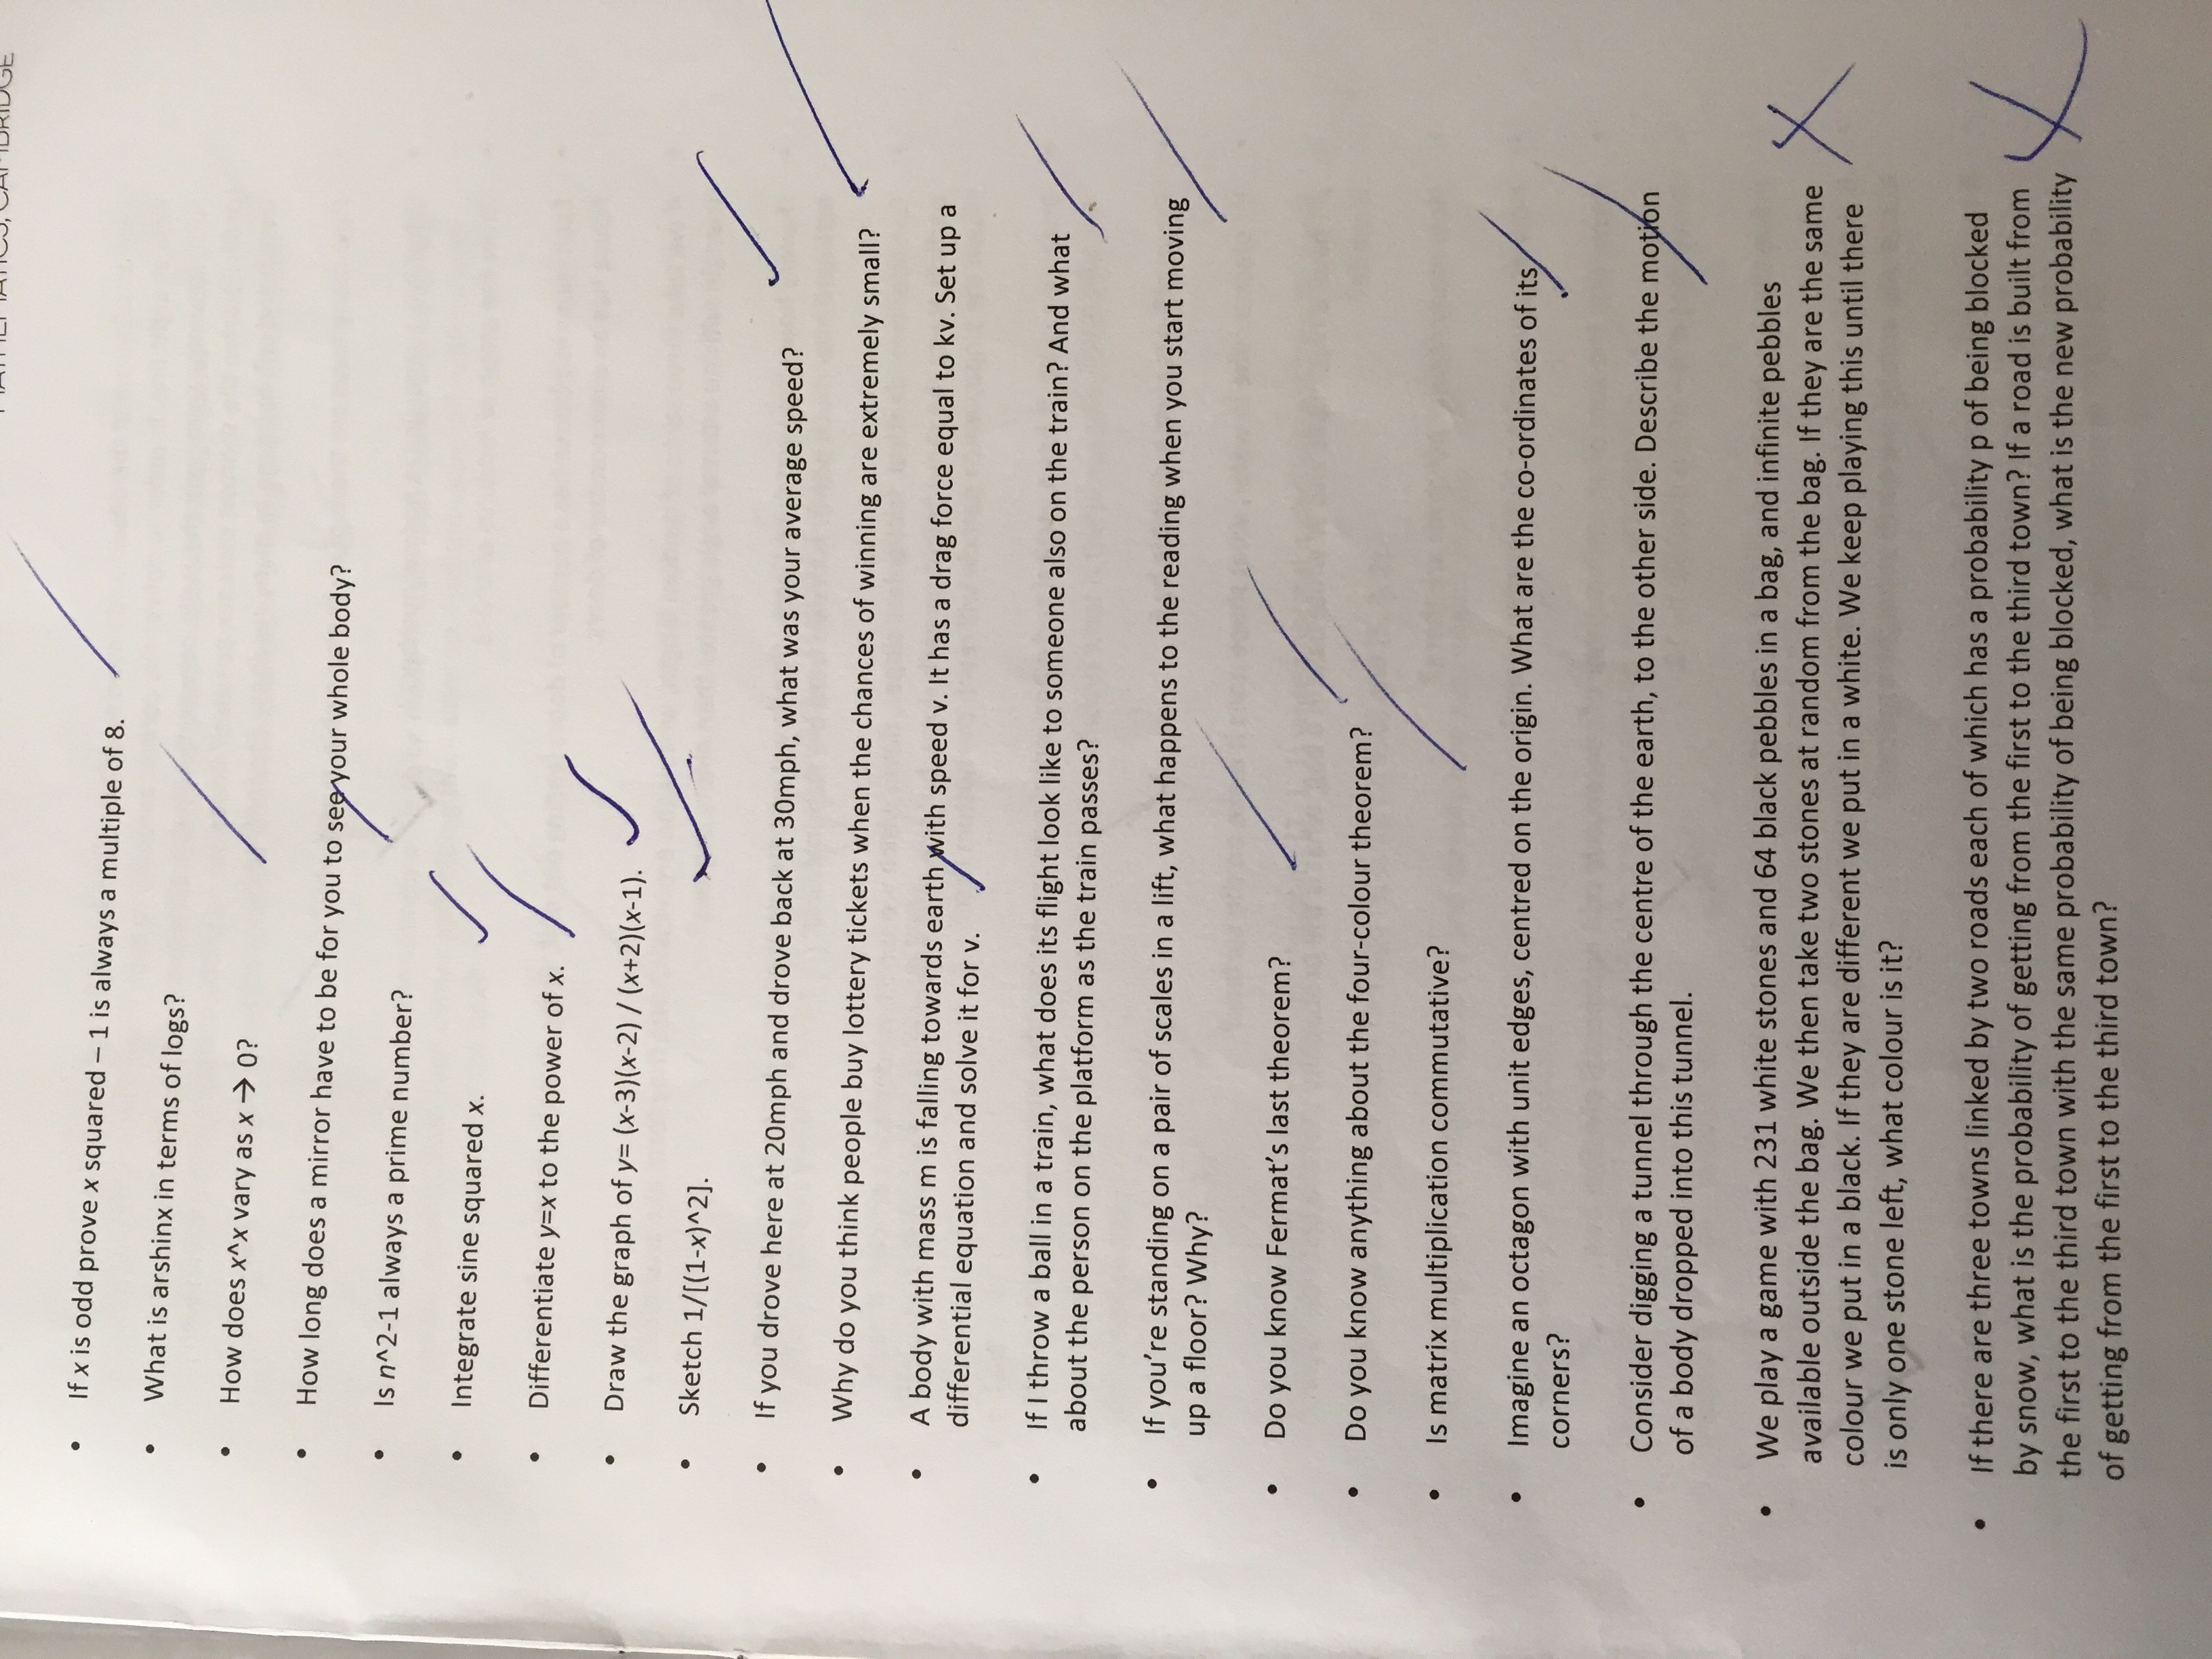 MATHEMATICS, CAMBRIDGE
• If x is odd prove x squared – 1 is always a multiple of 8.
• What is arshinx in terms of logs?
• How does x^x vary as x → 0?
• How long does a mirror have to be for you to see your whole body?
• Is n^2-1 always a prime number?
• Integrate sine squared x.
• Differentiate y=x to the power of x.
• Draw the graph of y= (x-3)(x-2) / (x+2)(x-1).
• Sketch 1/[(1-x)^2].
• If you drove here at 20mph and drove back at 30mph, what was your average speed?
• Why do you think people buy lottery tickets when the chances of winning are extremely small?
• A body with mass m is falling towards earth with speed v. It has a drag force equal to kv. Set up a
differential equation and solve it for v.
• If I throw a ball in a train, what does its flight look like to someone also on the train? And what
about the person on the platform as the train passes?
• If you’re standing on a pair of scales in a lift, what happens to the reading when you start moving
up a floor? Why?
• Do you know Fermat’s last theorem?
• Do you know anything about the four-colour theorem?
• Is matrix multiplication commutative?
• Imagine an octagon with unit edges, centred on the origin. What are the co-ordinates of its
corners?
• Consider digging a tunnel through the centre of the earth, to the other side. Describe the motion
of a body dropped into this tunnel.
• We play a game with 231 white stones and 64 black pebbles in a bag, and infinite pebbles
available outside the bag. We then take two stones at random from the bag. If they are the same
colour we put in a black. If they are different we put in a white. We keep playing this until there
is only one stone left, what colour is it?
• If there are three towns linked by two roads each of which has a probability p of being blocked
by snow, what is the probability of getting from the first to the third town? If a road is built from
the first to the third town with the same probability of being blocked, what is the new probability
of getting from the first to the third town?